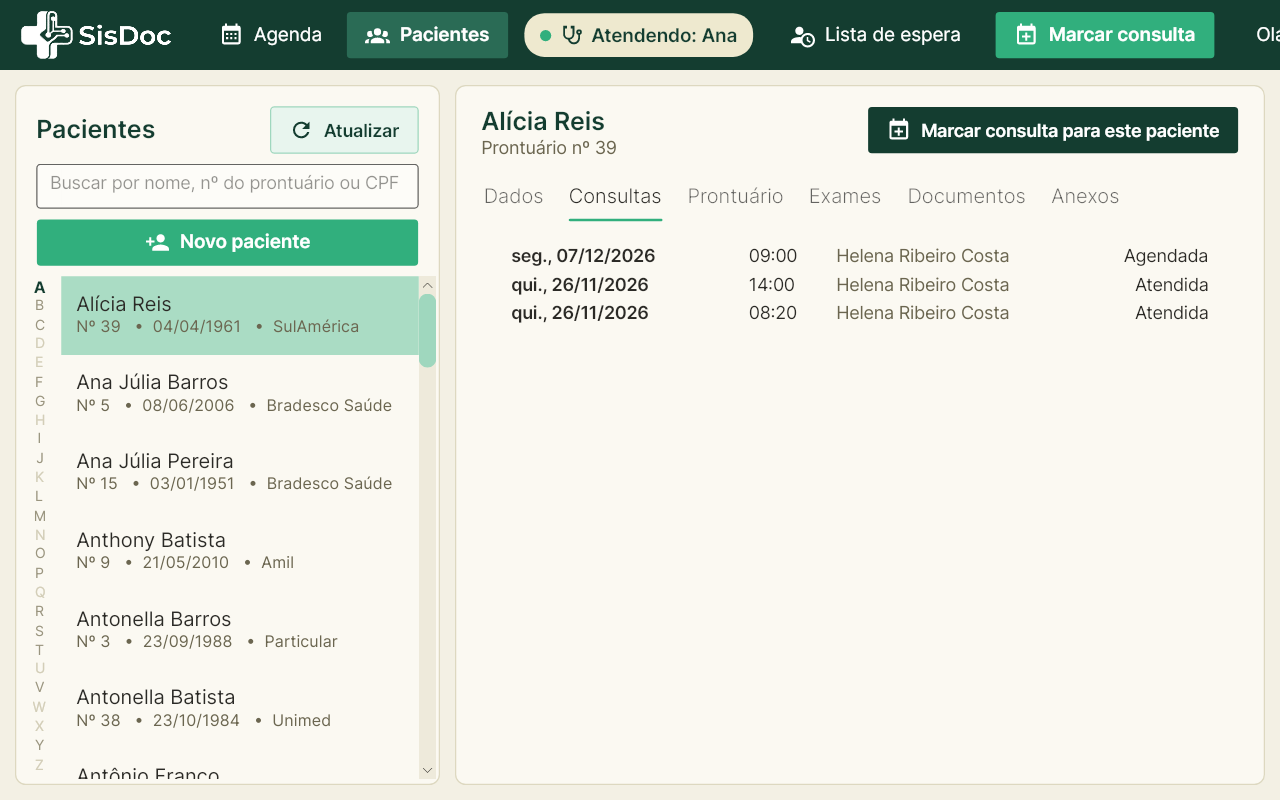 SisDoc
Agenda
Pacientes
Atendendo: Ana
Lista de espera
Marcar consulta
Pacientes
Atualizar
Buscar por nome, nº do prontuário ou CPF
Novo paciente
A
B
C
D
E
F
G
H
I
J
K
L
M
N
O
P
Q
R
S
T
U
V
W
X
Y
Z
Alícia Reis
Nº 39 • 04/04/1961 • SulAmérica
Ana Júlia Barros
Nº 5 • 08/06/2006 • Bradesco Saúde
Ana Júlia Pereira
Nº 15 • 03/01/1951 • Bradesco Saúde
Anthony Batista
Nº 9 • 21/05/2010 • Amil
Antonella Barros
Nº 3 • 23/09/1988 • Particular
Antonella Batista
Nº 38 • 23/10/1984 • Unimed
Antônio Franco
Alícia Reis
Prontuário nº 39
Marcar consulta para este paciente
Dados
Consultas
Prontuário
Exames
Documentos
Anexos
seg., 07/12/2026 09:00 Helena Ribeiro Costa Agendada
qui., 26/11/2026 14:00 Helena Ribeiro Costa Atendida
qui., 26/11/2026 08:20 Helena Ribeiro Costa Atendida